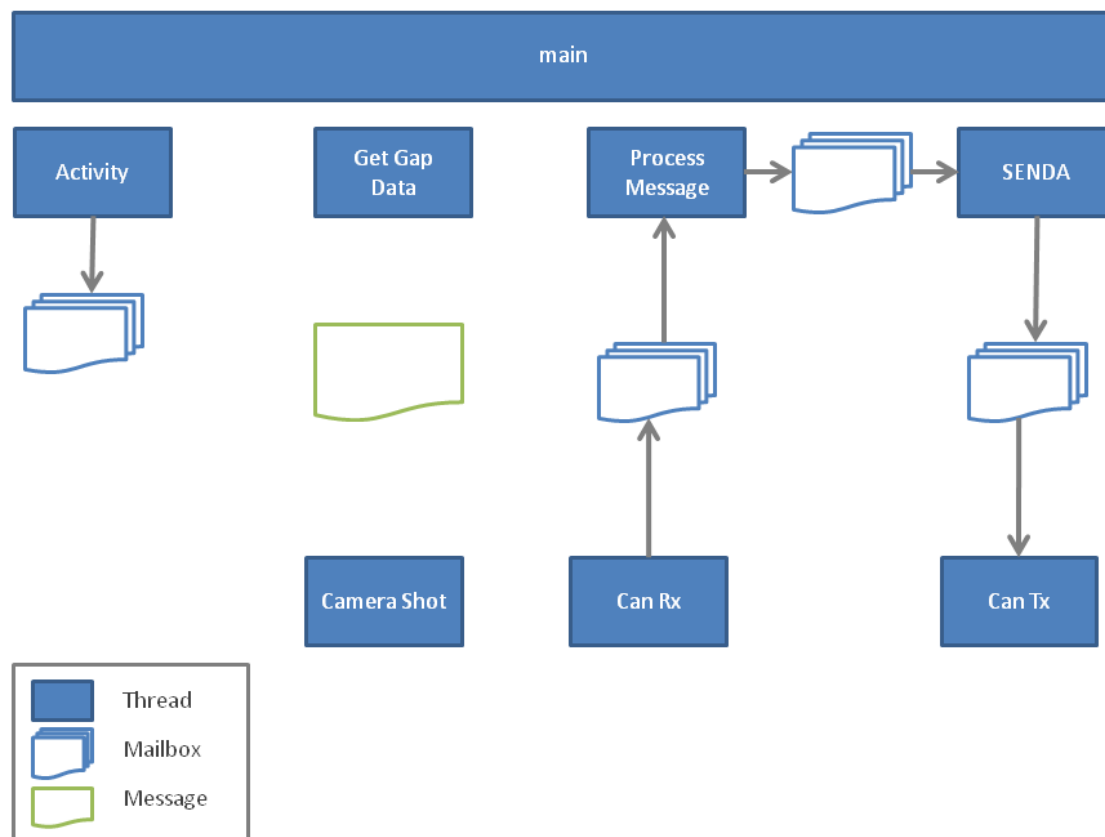 main
Activity
Get Gap
Data
Process
Message
SENDA
Camera Shot
Can Rx
Can Tx
Thread
Mailbox
Message